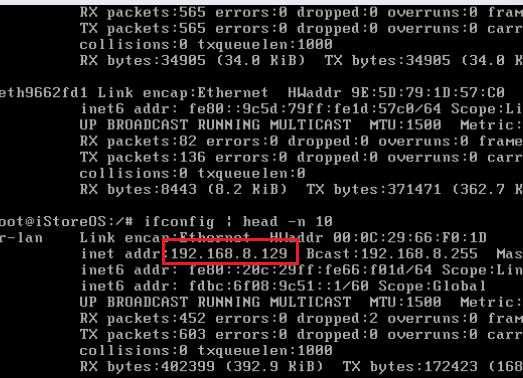 RX packets:565 errors:0 dropped:0 overruns:0 fram
TX packets:565 errors:0 dropped:0 overruns:0 carr
collisions:0 txqueuelen:1000
RX bytes:34905 (34.0 KiB)  TX bytes:34905 (34.0 K
eth9662fd1 Link encap:Ethernet  HWaddr 9E:5D:79:1D:57:C0
inet6 addr: fe80::9c5d:79ff:fe1d:57c0/64 Scope:Li
UP BROADCAST RUNNING MULTICAST  MTU:1500  Metric:
RX packets:82 errors:0 dropped:0 overruns:0 frame
TX packets:136 errors:0 dropped:0 overruns:0 carr
collisions:0 txqueuelen:0
RX bytes:8443 (8.2 KiB)  TX bytes:371471 (362.7 K
oot@iStoreOS:/# ifconfig | head -n 10
r-lan     Link encap:Ethernet  HWaddr 00:0C:29:66:F0:1D
inet addr:192.168.8.129  Bcast:192.168.8.255  Mas
inet6 addr: fe80::20c:29ff:fe66:f01d/64 Scope:Lin
inet6 addr: fdbc:6f08:9c51::1/60 Scope:Global
UP BROADCAST RUNNING MULTICAST  MTU:1500  Metric:
RX packets:452 errors:0 dropped:2 overruns:0 fram
TX packets:603 errors:0 dropped:0 overruns:0 carr
collisions:0 txqueuelen:1000
RX bytes:402399 (392.9 KiB)  TX bytes:172423 (168